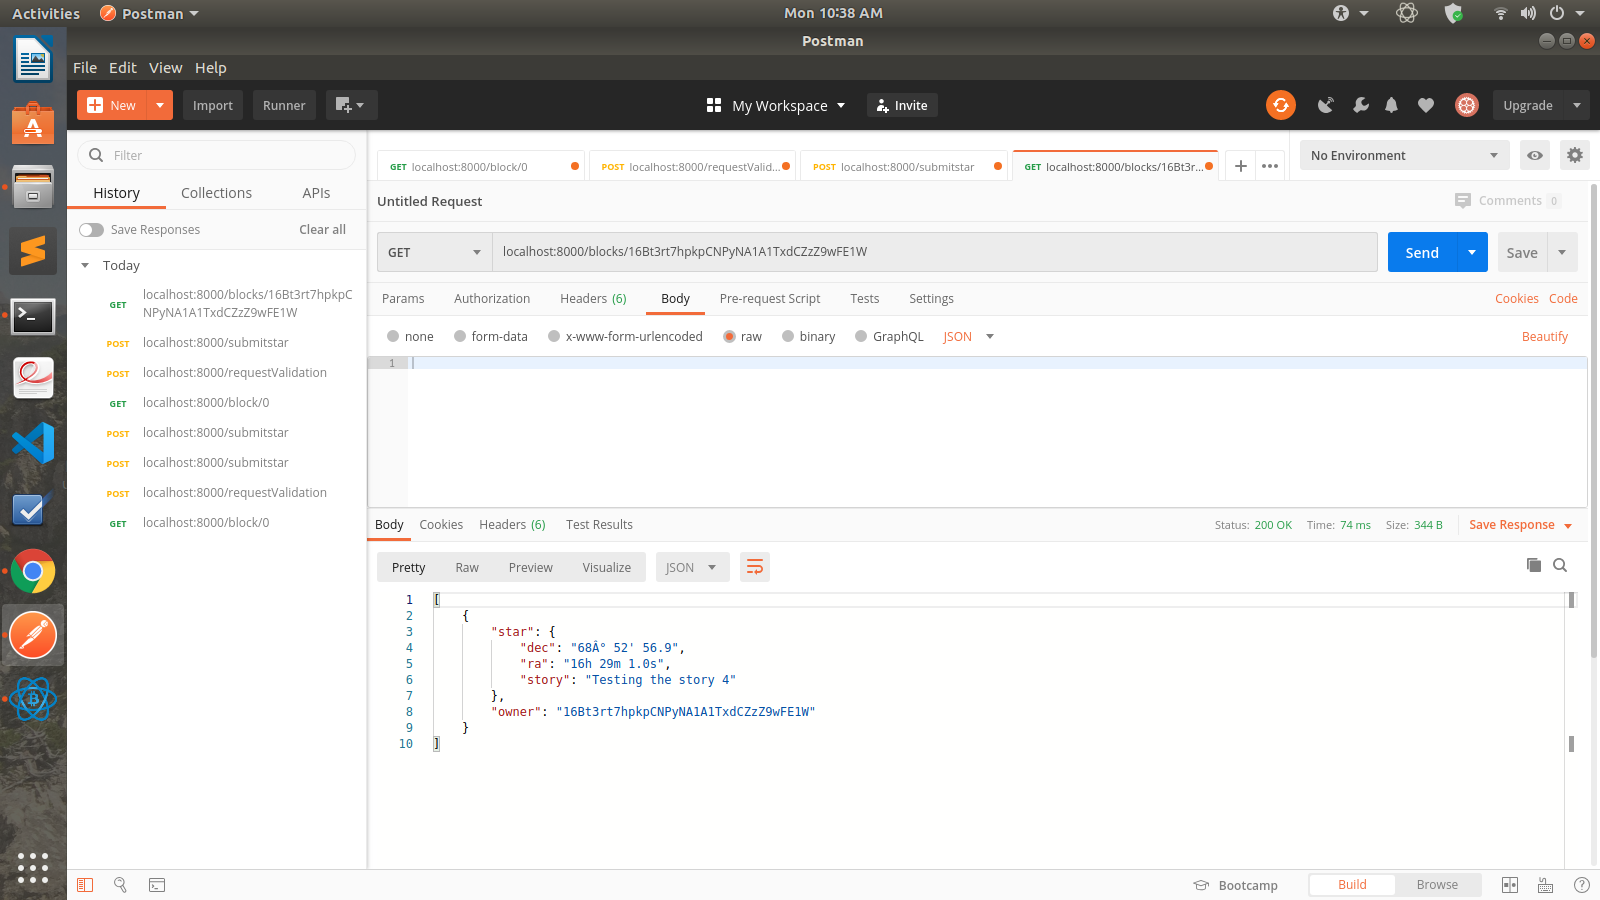 Activities
Postman
Mon 10:38 AM
Postman
File Edit View Help
New
Import
Runner
My Workspace
Invite
Upgrade
Filter
History
Collections
APIs
Save Responses
Clear all
Today
GET localhost:8000/blocks/16Bt3rt7hpkpC
NPyNA1A1TxdCZzZ9wFE1W
POST localhost:8000/submitstar
POST localhost:8000/requestValidation
GET localhost:8000/block/0
POST localhost:8000/submitstar
POST localhost:8000/submitstar
POST localhost:8000/requestValidation
GET localhost:8000/block/0
GET localhost:8000/block/0
POST localhost:8000/requestValid...
POST localhost:8000/submitstar
GET localhost:8000/blocks/16Bt3r...
No Environment
Untitled Request
Comments 0
GET
localhost:8000/blocks/16Bt3rt7hpkpCNPyNA1A1TxdCZzZ9wFE1W
Send
Save
Params Authorization Headers (6) Body Pre-request Script Tests Settings
Cookies Code
none form-data x-www-form-urlencoded raw binary GraphQL JSON
Beautify
1
Body Cookies Headers (6) Test Results
Status: 200 OK Time: 74 ms Size: 344 B
Save Response
Pretty Raw Preview Visualize JSON
1 [
2 {
3 "star": {
4 "dec": "68Â° 52' 56.9",
5 "ra": "16h 29m 1.0s",
6 "story": "Testing the story 4"
7 },
8 "owner": "16Bt3rt7hpkpCNPyNA1A1TxdCZzZ9wFE1W"
9 }
10 ]
Bootcamp
Build
Browse